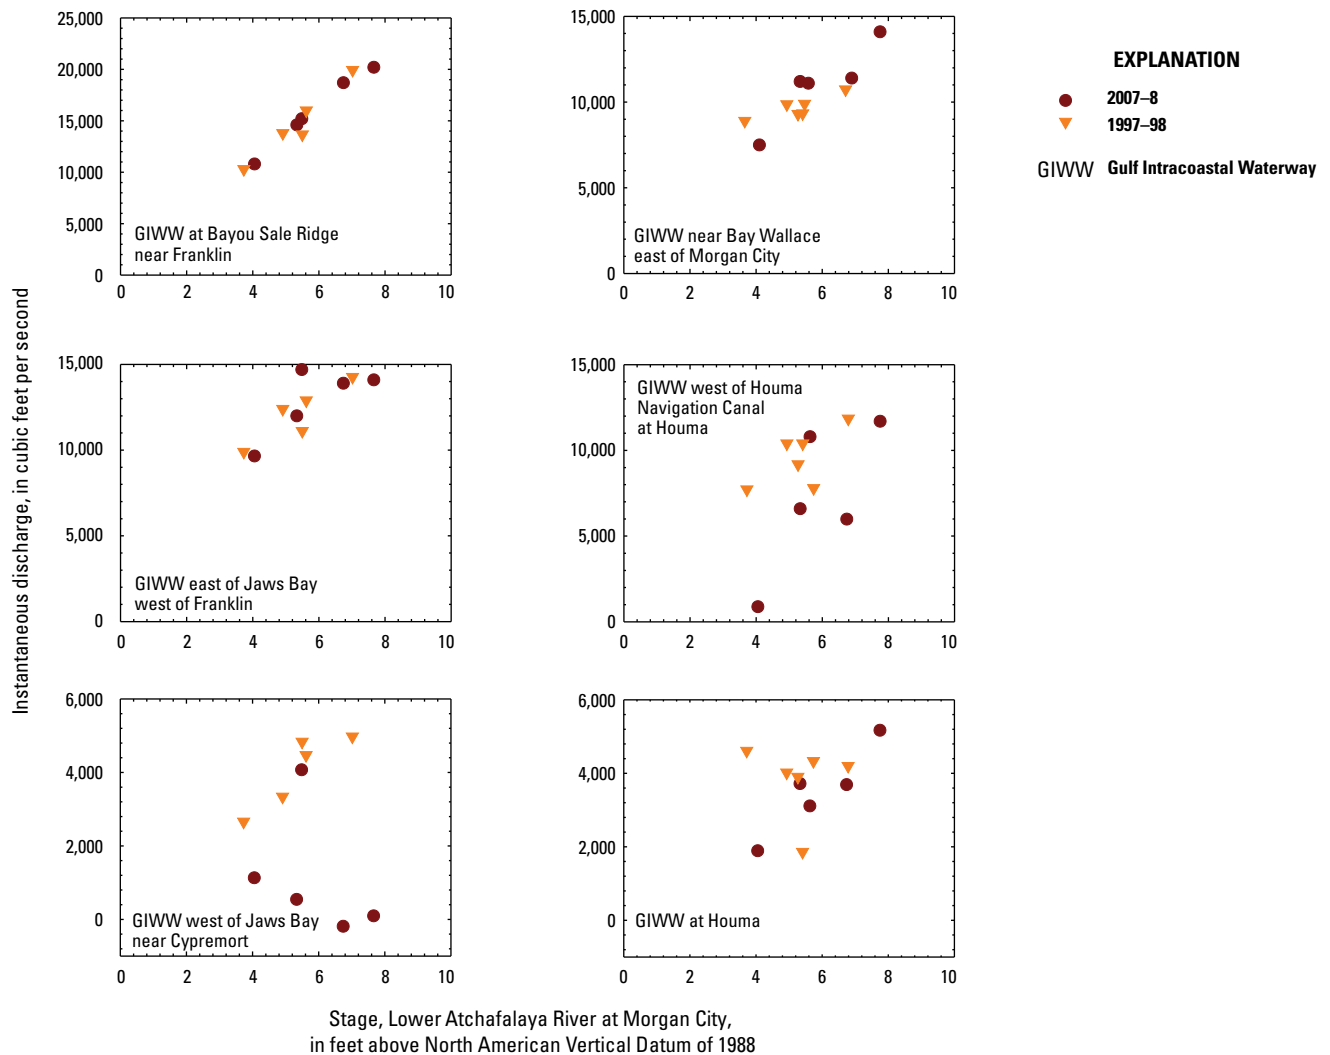 Instantaneous discharge, in cubic feet per second
25,000
20,000
15,000
10,000
5,000
0
GIWW at Bayou Sale Ridge
near Franklin
0 2 4 6 8 10
15,000
10,000
5,000
0
GIWW near Bay Wallace
east of Morgan City
0 2 4 6 8 10
EXPLANATION
2007–8
1997–98
GIWW Gulf Intracoastal Waterway
15,000
10,000
5,000
0
GIWW east of Jaws Bay
west of Franklin
0 2 4 6 8 10
15,000
10,000
5,000
0
GIWW west of Houma
Navigation Canal
at Houma
0 2 4 6 8 10
6,000
4,000
2,000
0
GIWW west of Jaws Bay
near Cypremort
0 2 4 6 8 10
6,000
4,000
2,000
0
GIWW at Houma
0 2 4 6 8 10
Stage, Lower Atchafalaya River at Morgan City,
in feet above North American Vertical Datum of 1988